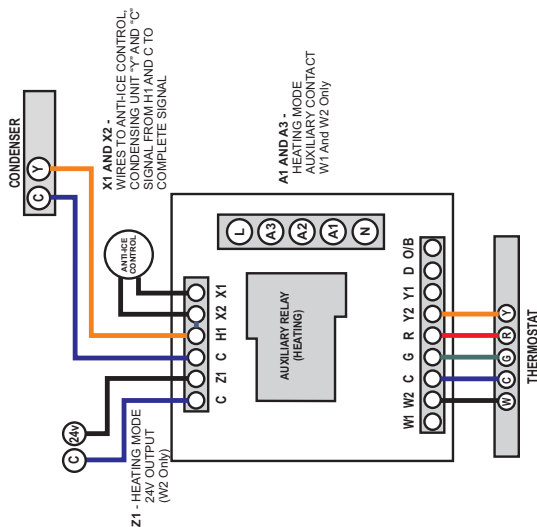 CONDENSER
C Y
X1 AND X2 -
WIRES TO ANTI-ICE CONTROL,
CONDENSING UNIT “Y” AND “C”
SIGNAL FROM H1 AND C TO
COMPLETE SIGNAL
C 24v
ANTI-ICE
CONTROL
Z1 - HEATING MODE
24V OUTPUT
(W2 Only)
C Z1 C H1 X2 X1
A1 AND A3 -
HEATING MODE
AUXILIARY CONTACT
W1 And W2 Only
L A3 A2 A1 N
AUXILIARY RELAY
(HEATING)
W1 W2 C G R Y2 Y1 D O/B
W C G R Y
THERMOSTAT